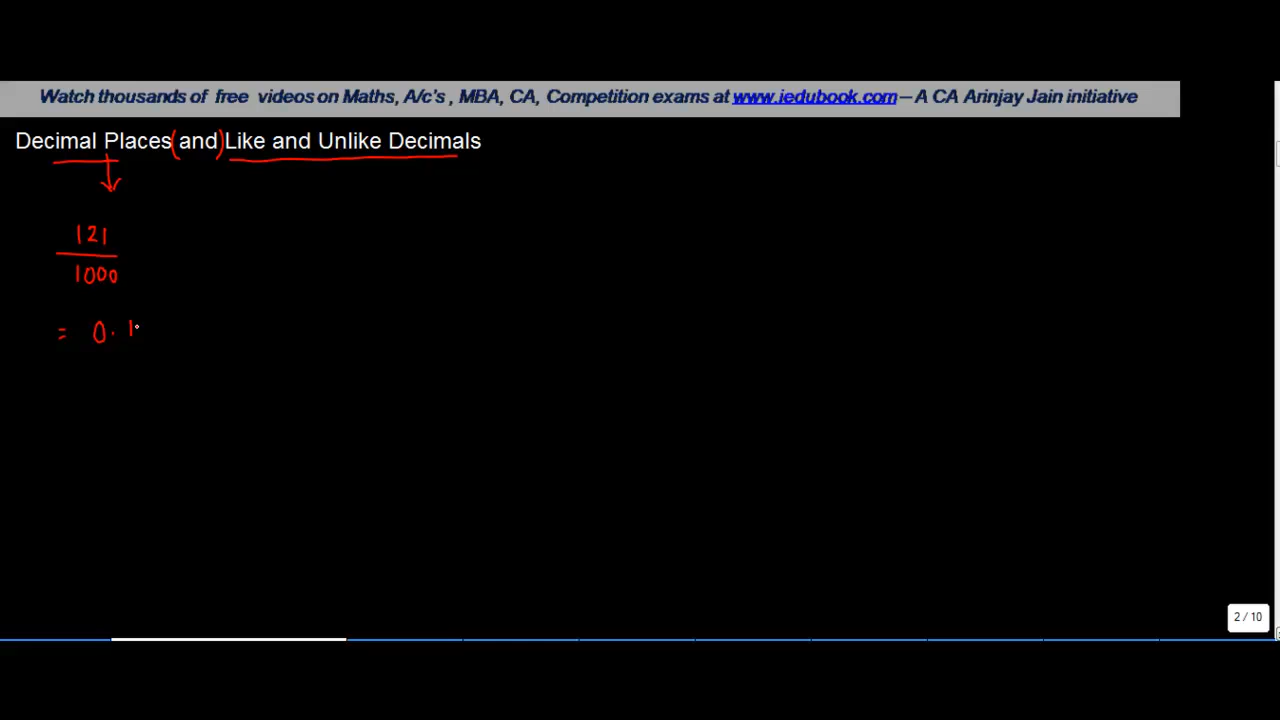 Watch thousands of free videos on Maths, A/c's , MBA, CA, Competition exams at www.iedubook.com – A CA Arinjay Jain initiative
Decimal Places (and) Like and Unlike Decimals
121
1000
= 0. 1
2 / 10